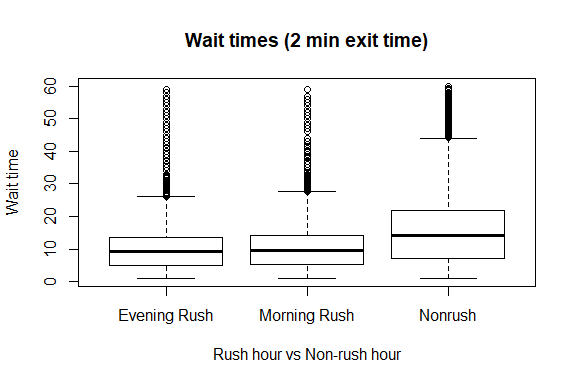 Wait times (2 min exit time)
Wait time
60
50
40
30
20
10
0
Evening Rush Morning Rush Nonrush
Rush hour vs Non-rush hour